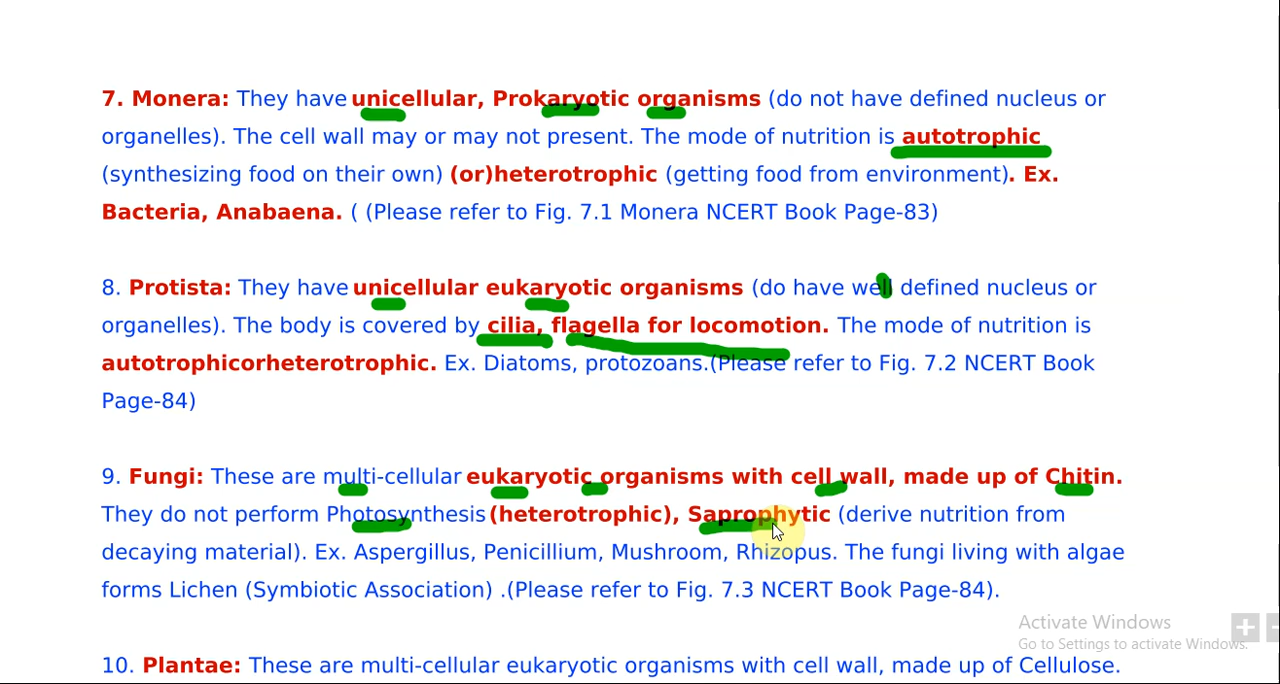 7. Monera: They have unicellular, Prokaryotic organisms (do not have defined nucleus or
organelles). The cell wall may or may not present. The mode of nutrition is autotrophic
(synthesizing food on their own) (or)heterotrophic (getting food from environment). Ex.
Bacteria, Anabaena. ( (Please refer to Fig. 7.1 Monera NCERT Book Page-83)
8. Protista: They have unicellular eukaryotic organisms (do have well defined nucleus or
organelles). The body is covered by cilia, flagella for locomotion. The mode of nutrition is
autotrophicorheterotrophic. Ex. Diatoms, protozoans.(Please refer to Fig. 7.2 NCERT Book
Page-84)
9. Fungi: These are multi-cellular eukaryotic organisms with cell wall, made up of Chitin.
They do not perform Photosynthesis (heterotrophic), Saprophytic (derive nutrition from
decaying material). Ex. Aspergillus, Penicillium, Mushroom, Rhizopus. The fungi living with algae
forms Lichen (Symbiotic Association) .(Please refer to Fig. 7.3 NCERT Book Page-84).
Activate Windows
Go to Settings to activate Windows.
10. Plantae: These are multi-cellular eukaryotic organisms with cell wall, made up of Cellulose.